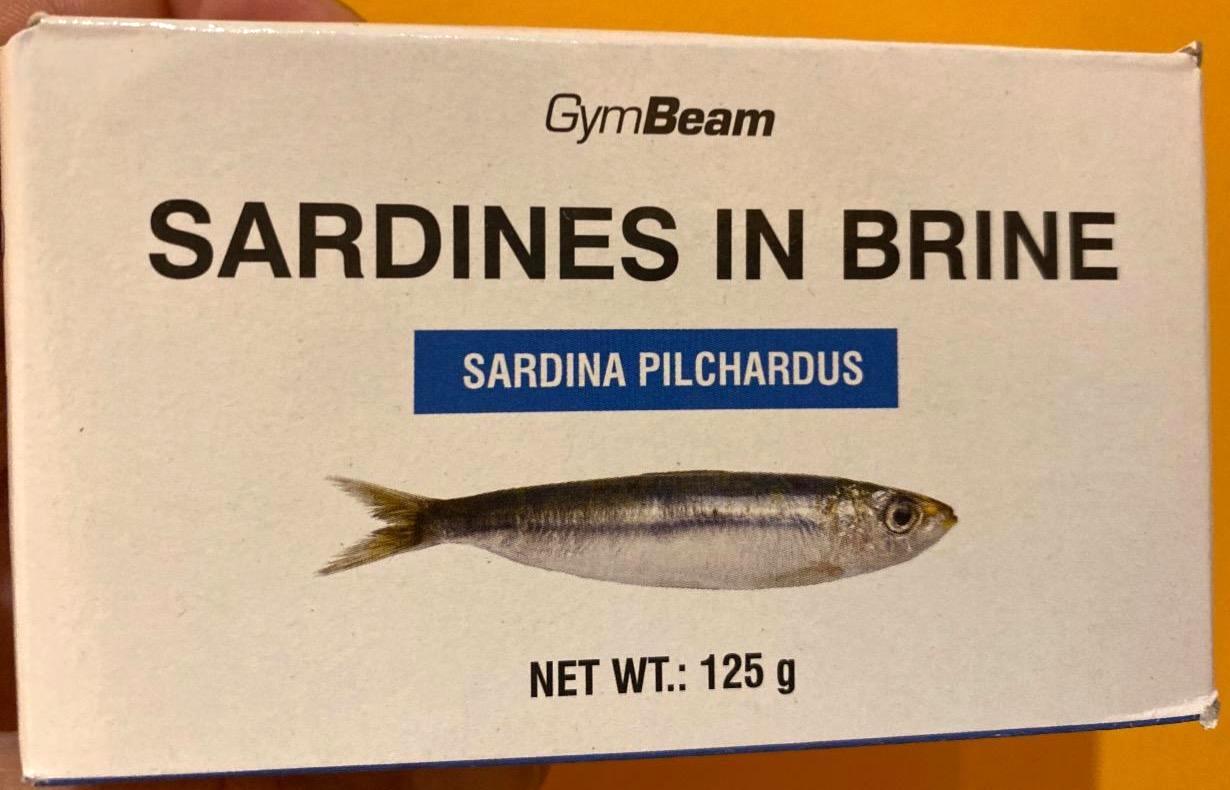 GymBeam
SARDINES IN BRINE
SARDINA PILCHARDUS
NET WT.: 125 g